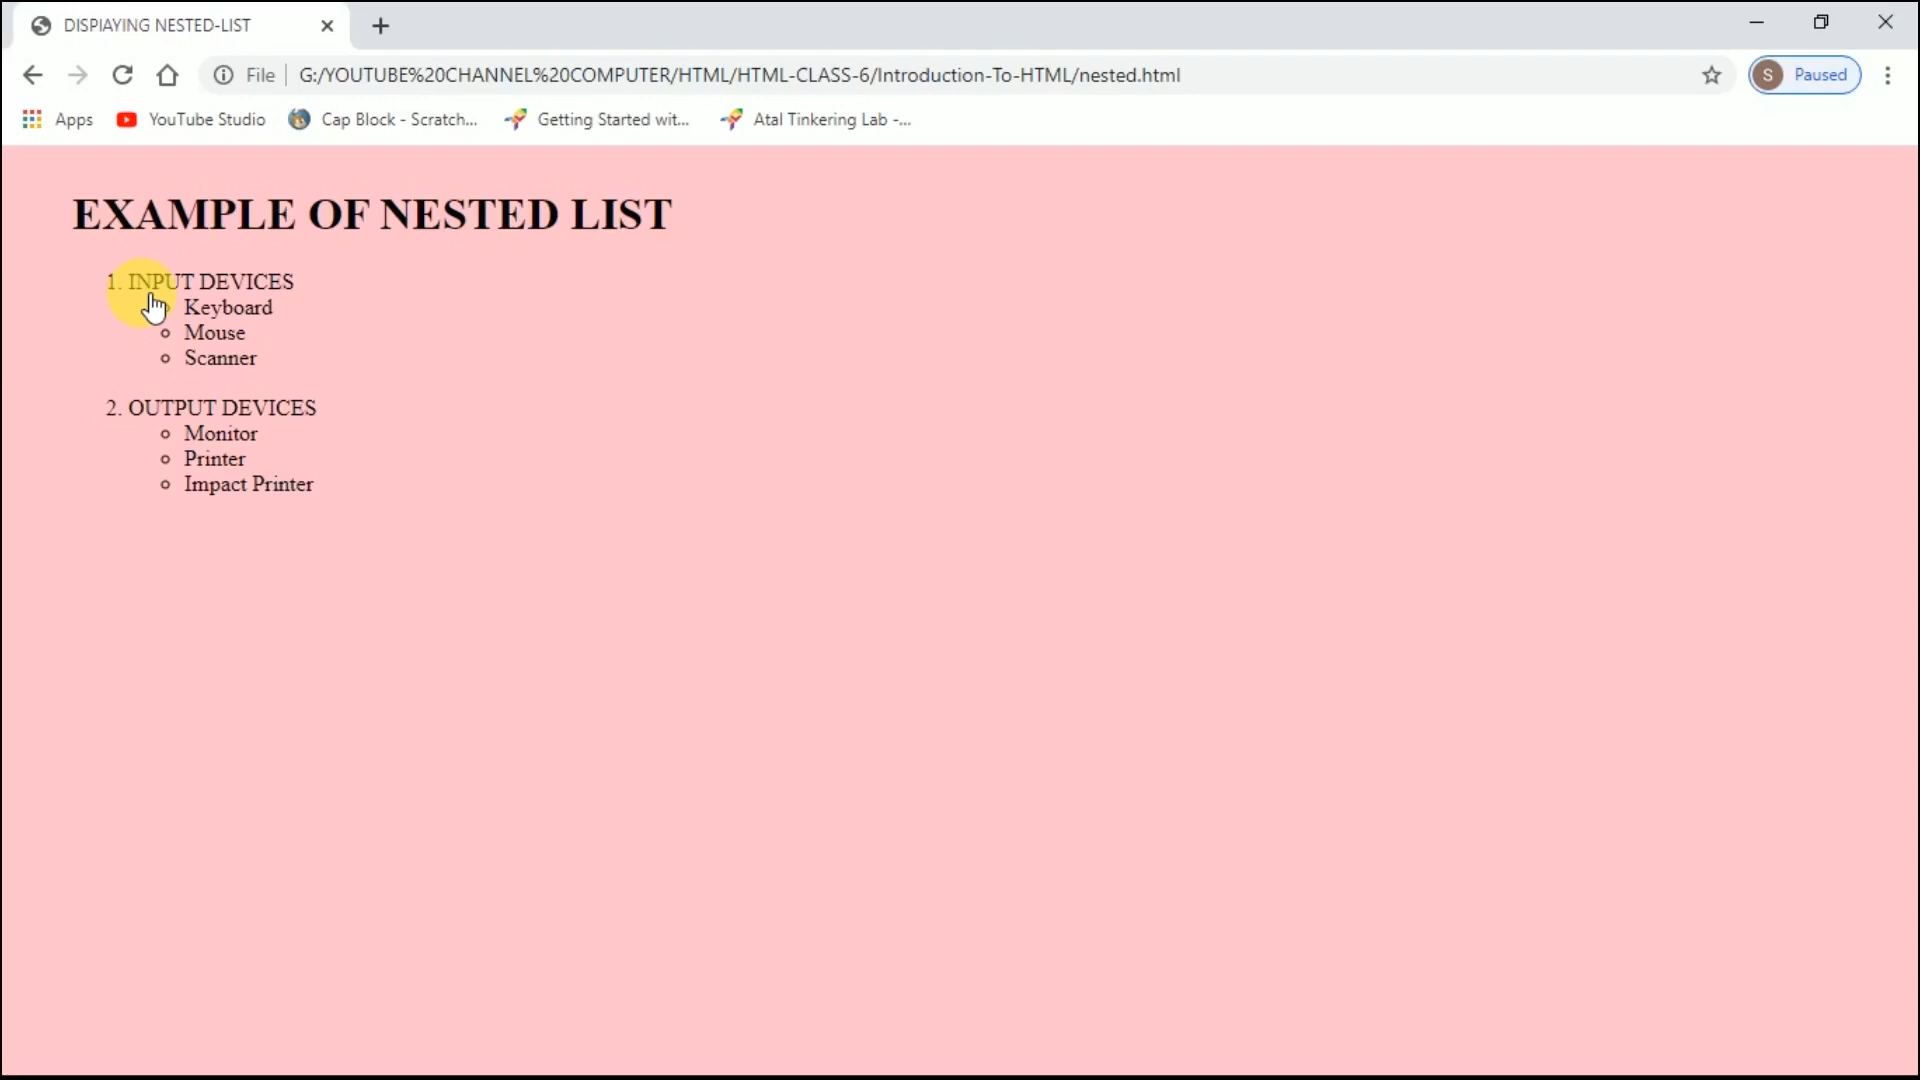 DISPIAYING NESTED-LIST
File G:/YOUTUBE%20CHANNEL%20COMPUTER/HTML/HTML-CLASS-6/Introduction-To-HTML/nested.html S Paused
Apps YouTube Studio Cap Block - Scratch... Getting Started wit... Atal Tinkering Lab -...
EXAMPLE OF NESTED LIST
1. INPUT DEVICES
Keyboard
Mouse
Scanner
2. OUTPUT DEVICES
Monitor
Printer
Impact Printer